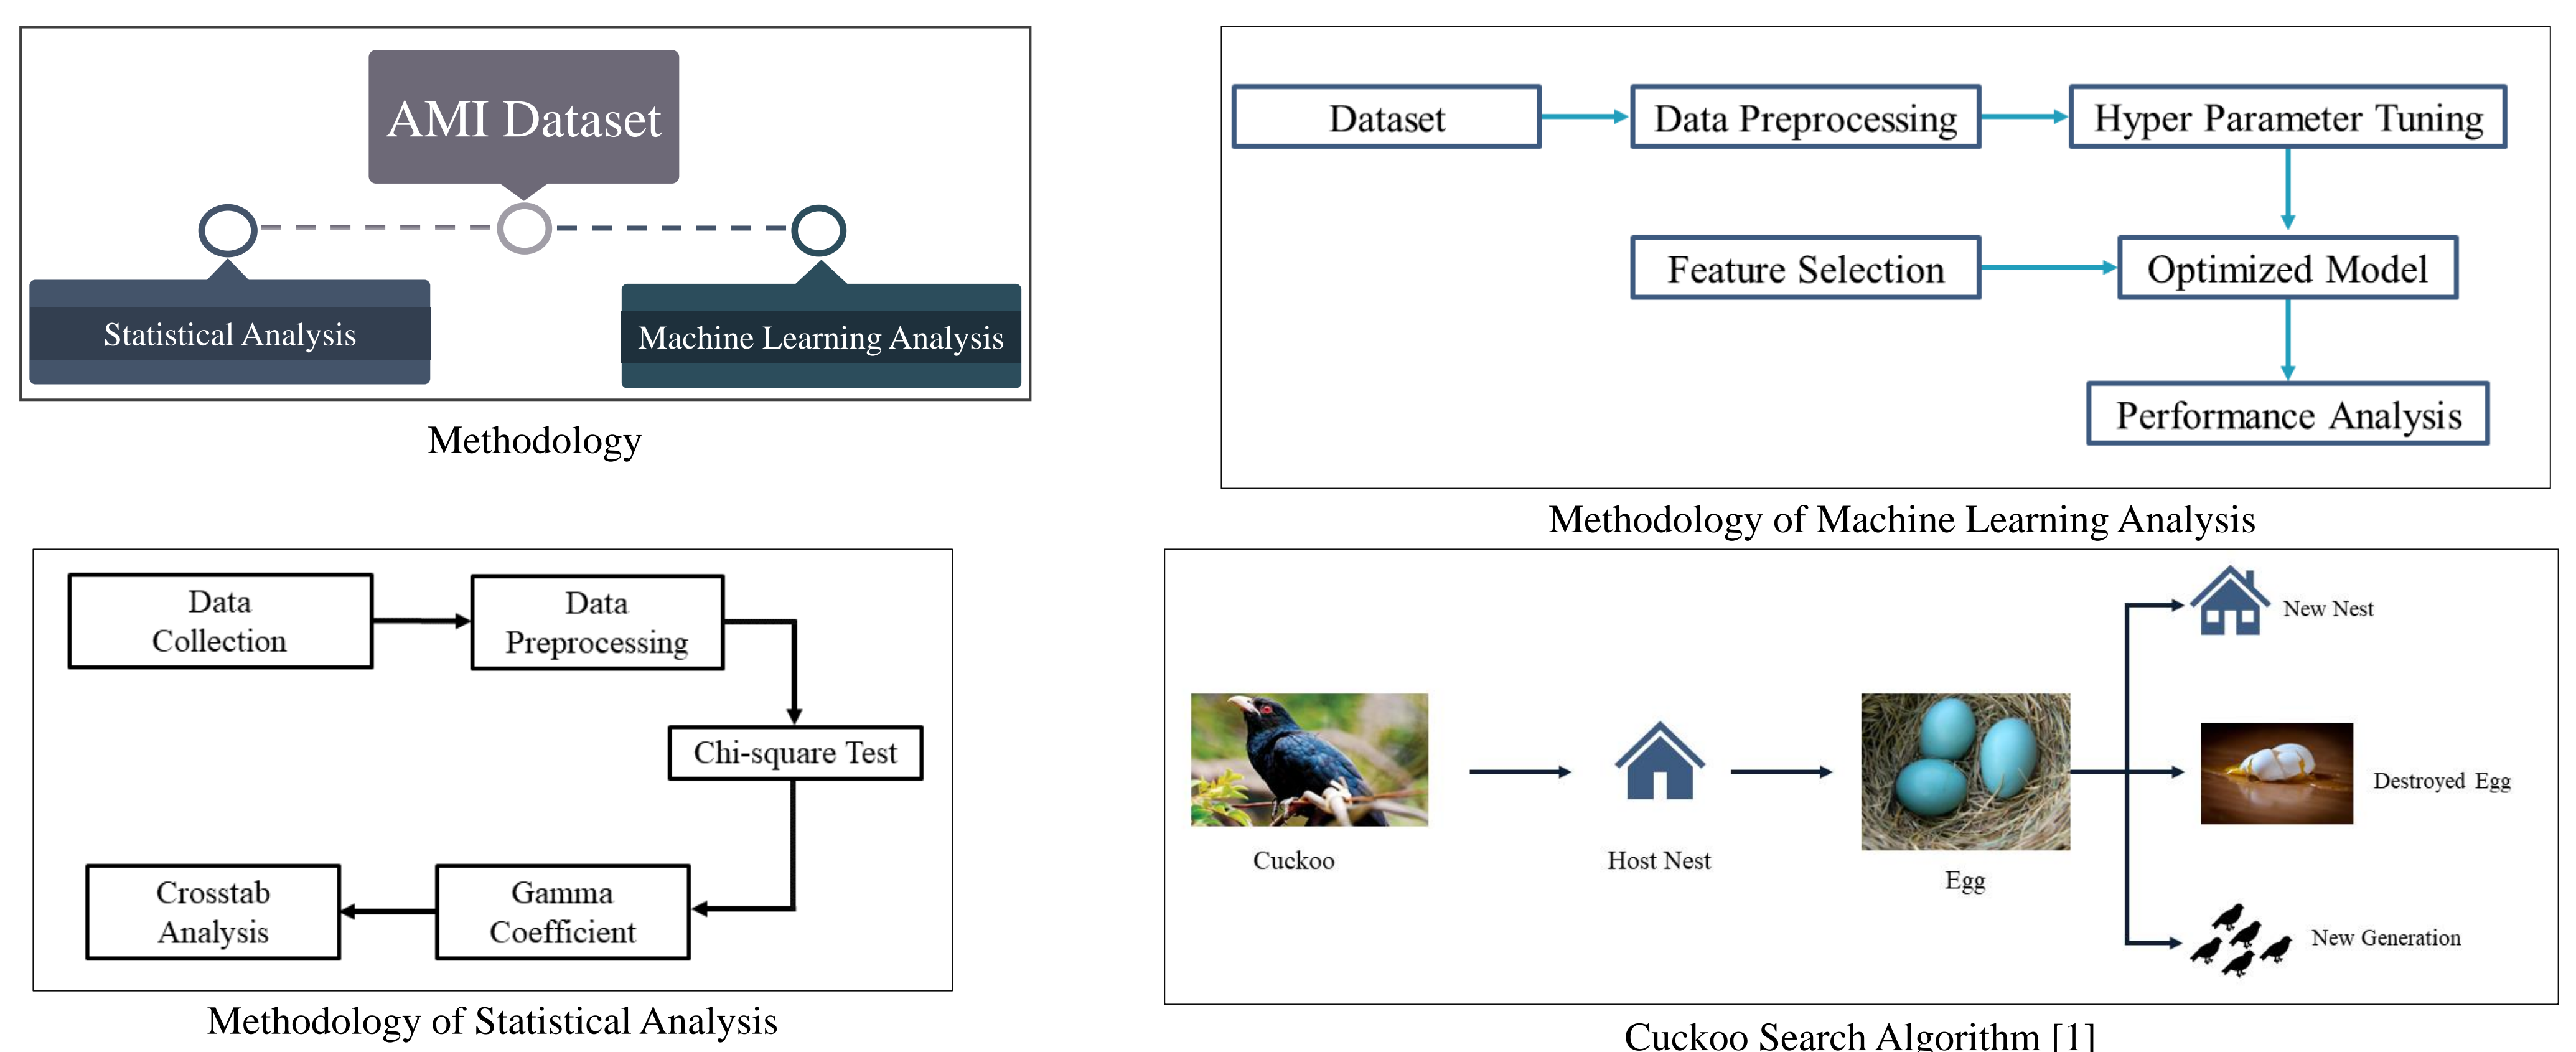 AMI Dataset
Statistical Analysis
Machine Learning Analysis
Methodology
Dataset
Data Preprocessing
Hyper Parameter Tuning
Feature Selection
Optimized Model
Performance Analysis
Methodology of Machine Learning Analysis
Data
Collection
Data
Preprocessing
Chi-square Test
Crosstab
Analysis
Gamma
Coefficient
Methodology of Statistical Analysis
New Nest
Destroyed Egg
Cuckoo
Host Nest
Egg
New Generation
Cuckoo Search Algorithm [1]